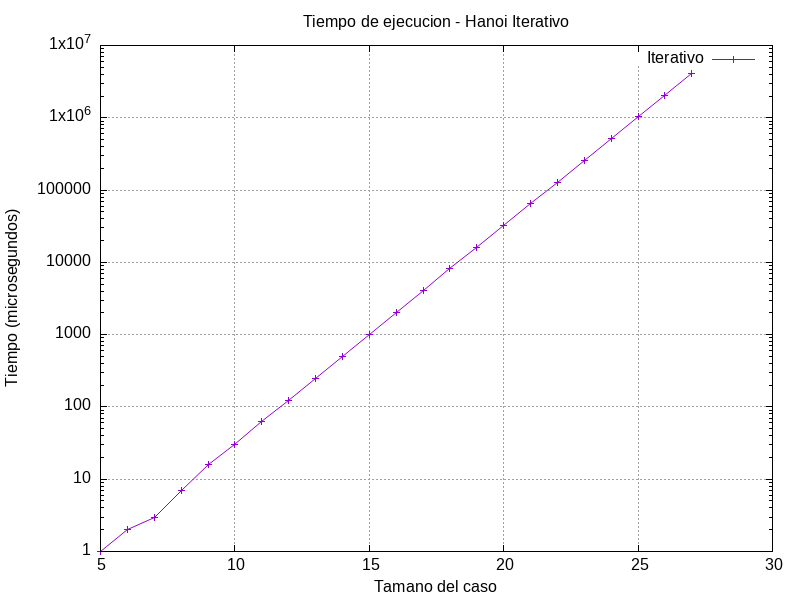 Tiempo de ejecucion - Hanoi Iterativo
1x10^7
1x10^6
100000
10000
1000
100
10
1
Iterativo
Tiempo (microsegundos)
5 10 15 20 25 30
Tamano del caso